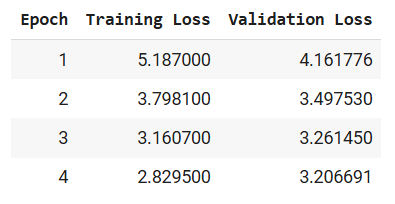 Epoch Training Loss Validation Loss
1 5.187000 4.161776
2 3.798100 3.497530
3 3.160700 3.261450
4 2.829500 3.206691